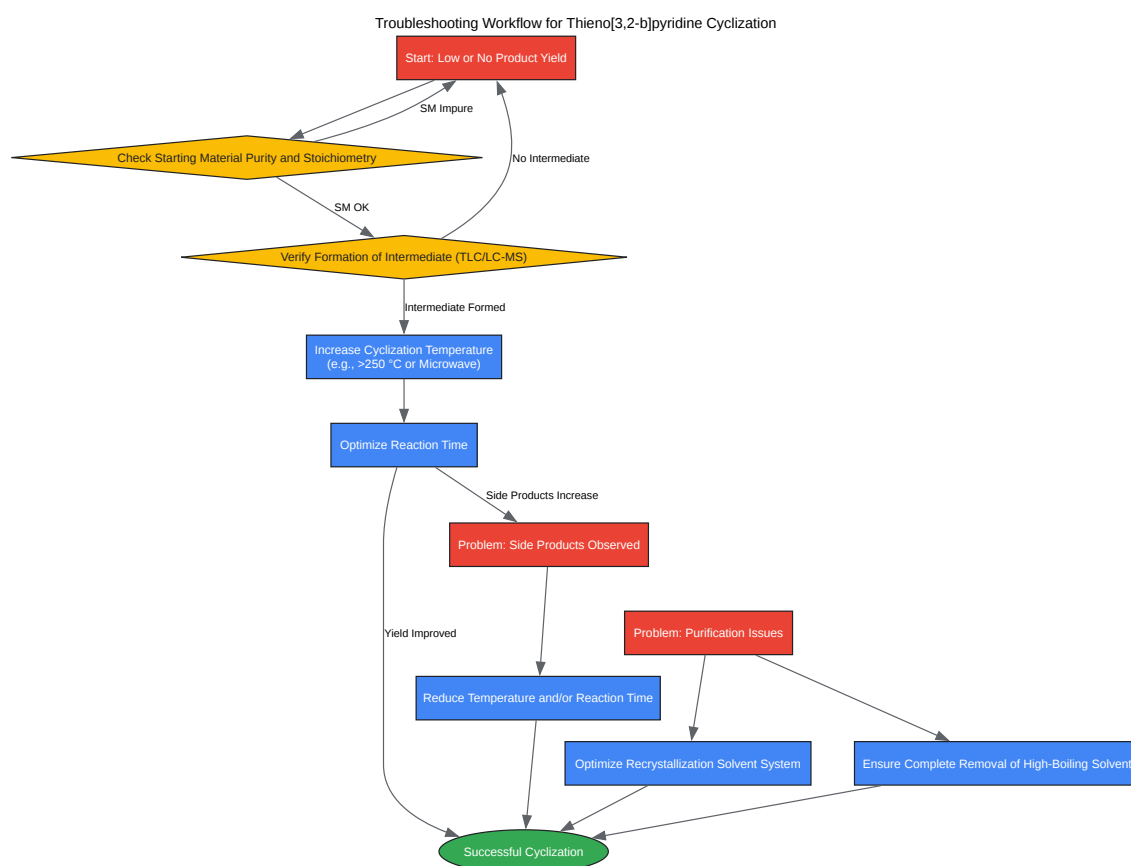 Troubleshooting Workflow for Thieno[3,2-b]pyridine Cyclization
Start: Low or No Product Yield
SM Impure
Check Starting Material Purity and Stoichiometry
No Intermediate
SM OK
Verify Formation of Intermediate (TLC/LC-MS)
Intermediate Formed
Increase Cyclization Temperature
(e.g., >250 °C or Microwave)
Optimize Reaction Time
Side Products Increase
Problem: Side Products Observed
Yield Improved
Problem: Purification Issues
Reduce Temperature and/or Reaction Time
Optimize Recrystallization Solvent System
Ensure Complete Removal of High-Boiling Solvent
Successful Cyclization